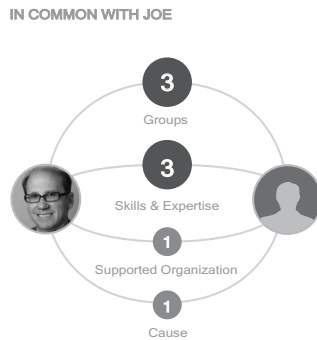 IN COMMON WITH JOE
3
Groups
3
Skills & Expertise
1
Supported Organization
1
Cause